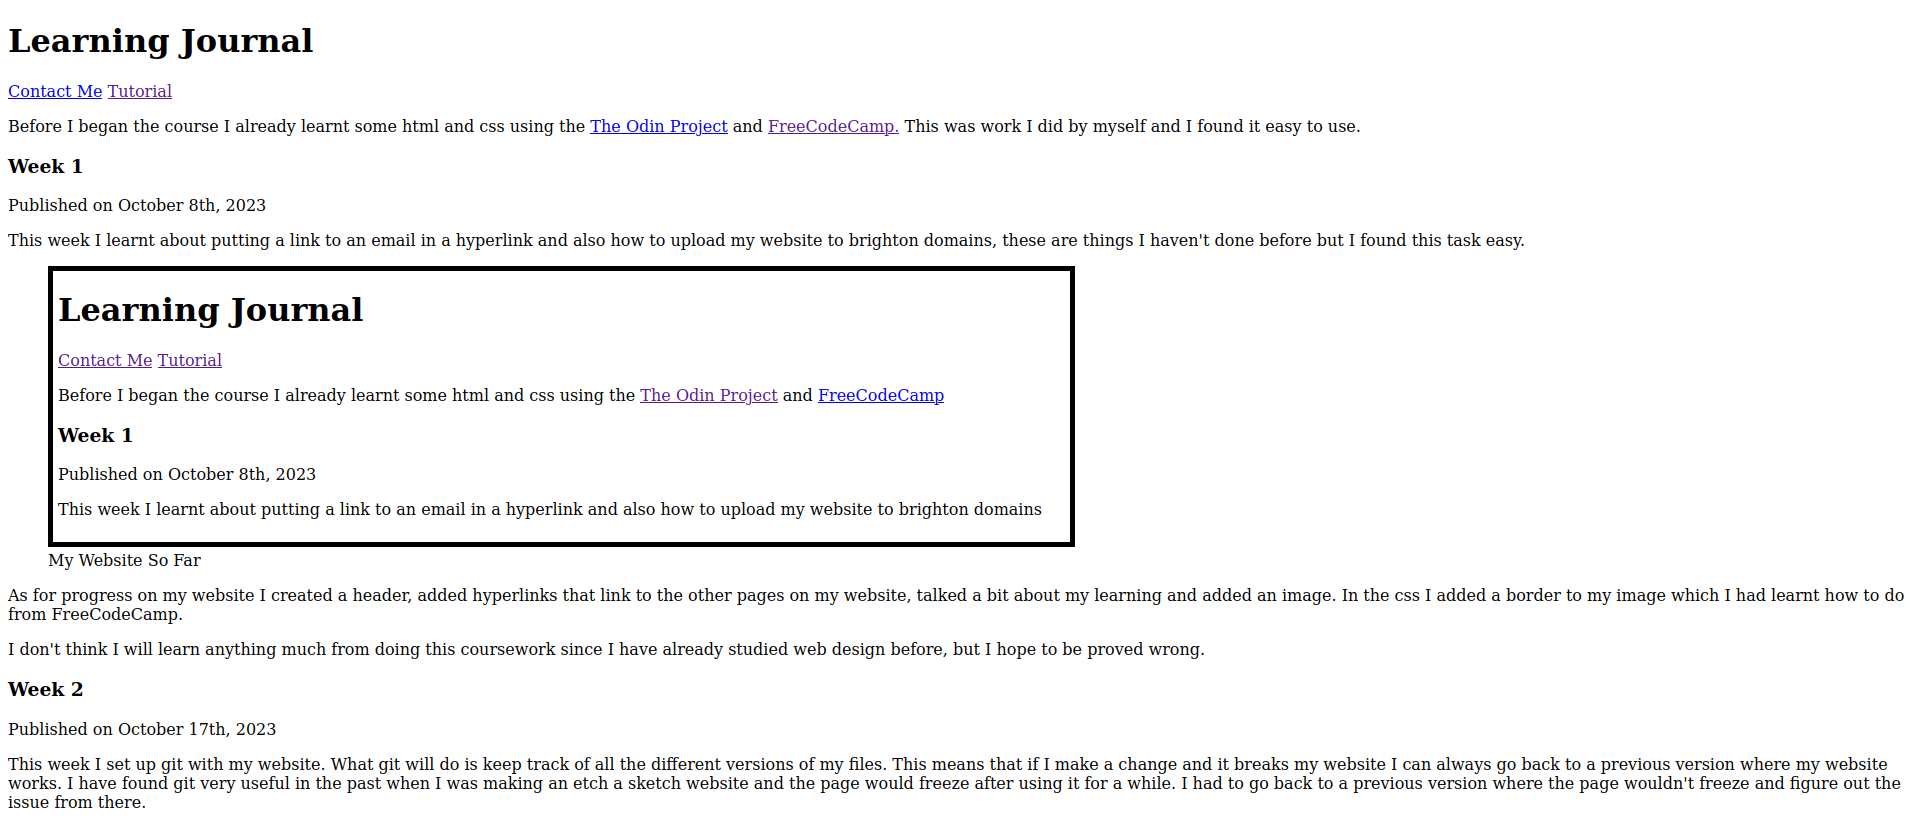 Learning Journal
Contact Me Tutorial
Before I began the course I already learnt some html and css using the The Odin Project and FreeCodeCamp. This was work I did by myself and I found it easy to use.
Week 1
Published on October 8th, 2023
This week I learnt about putting a link to an email in a hyperlink and also how to upload my website to brighton domains, these are things I haven't done before but I found this task easy.
Learning Journal
Contact Me Tutorial
Before I began the course I already learnt some html and css using the The Odin Project and FreeCodeCamp
Week 1
Published on October 8th, 2023
This week I learnt about putting a link to an email in a hyperlink and also how to upload my website to brighton domains
My Website So Far
As for progress on my website I created a header, added hyperlinks that link to the other pages on my website, talked a bit about my learning and added an image. In the css I added a border to my image which I had learnt how to do
from FreeCodeCamp.
I don't think I will learn anything much from doing this coursework since I have already studied web design before, but I hope to be proved wrong.
Week 2
Published on October 17th, 2023
This week I set up git with my website. What git will do is keep track of all the different versions of my files. This means that if I make a change and it breaks my website I can always go back to a previous version where my website
works. I have found git very useful in the past when I was making an etch a sketch website and the page would freeze after using it for a while. I had to go back to a previous version where the page wouldn't freeze and figure out the
issue from there.